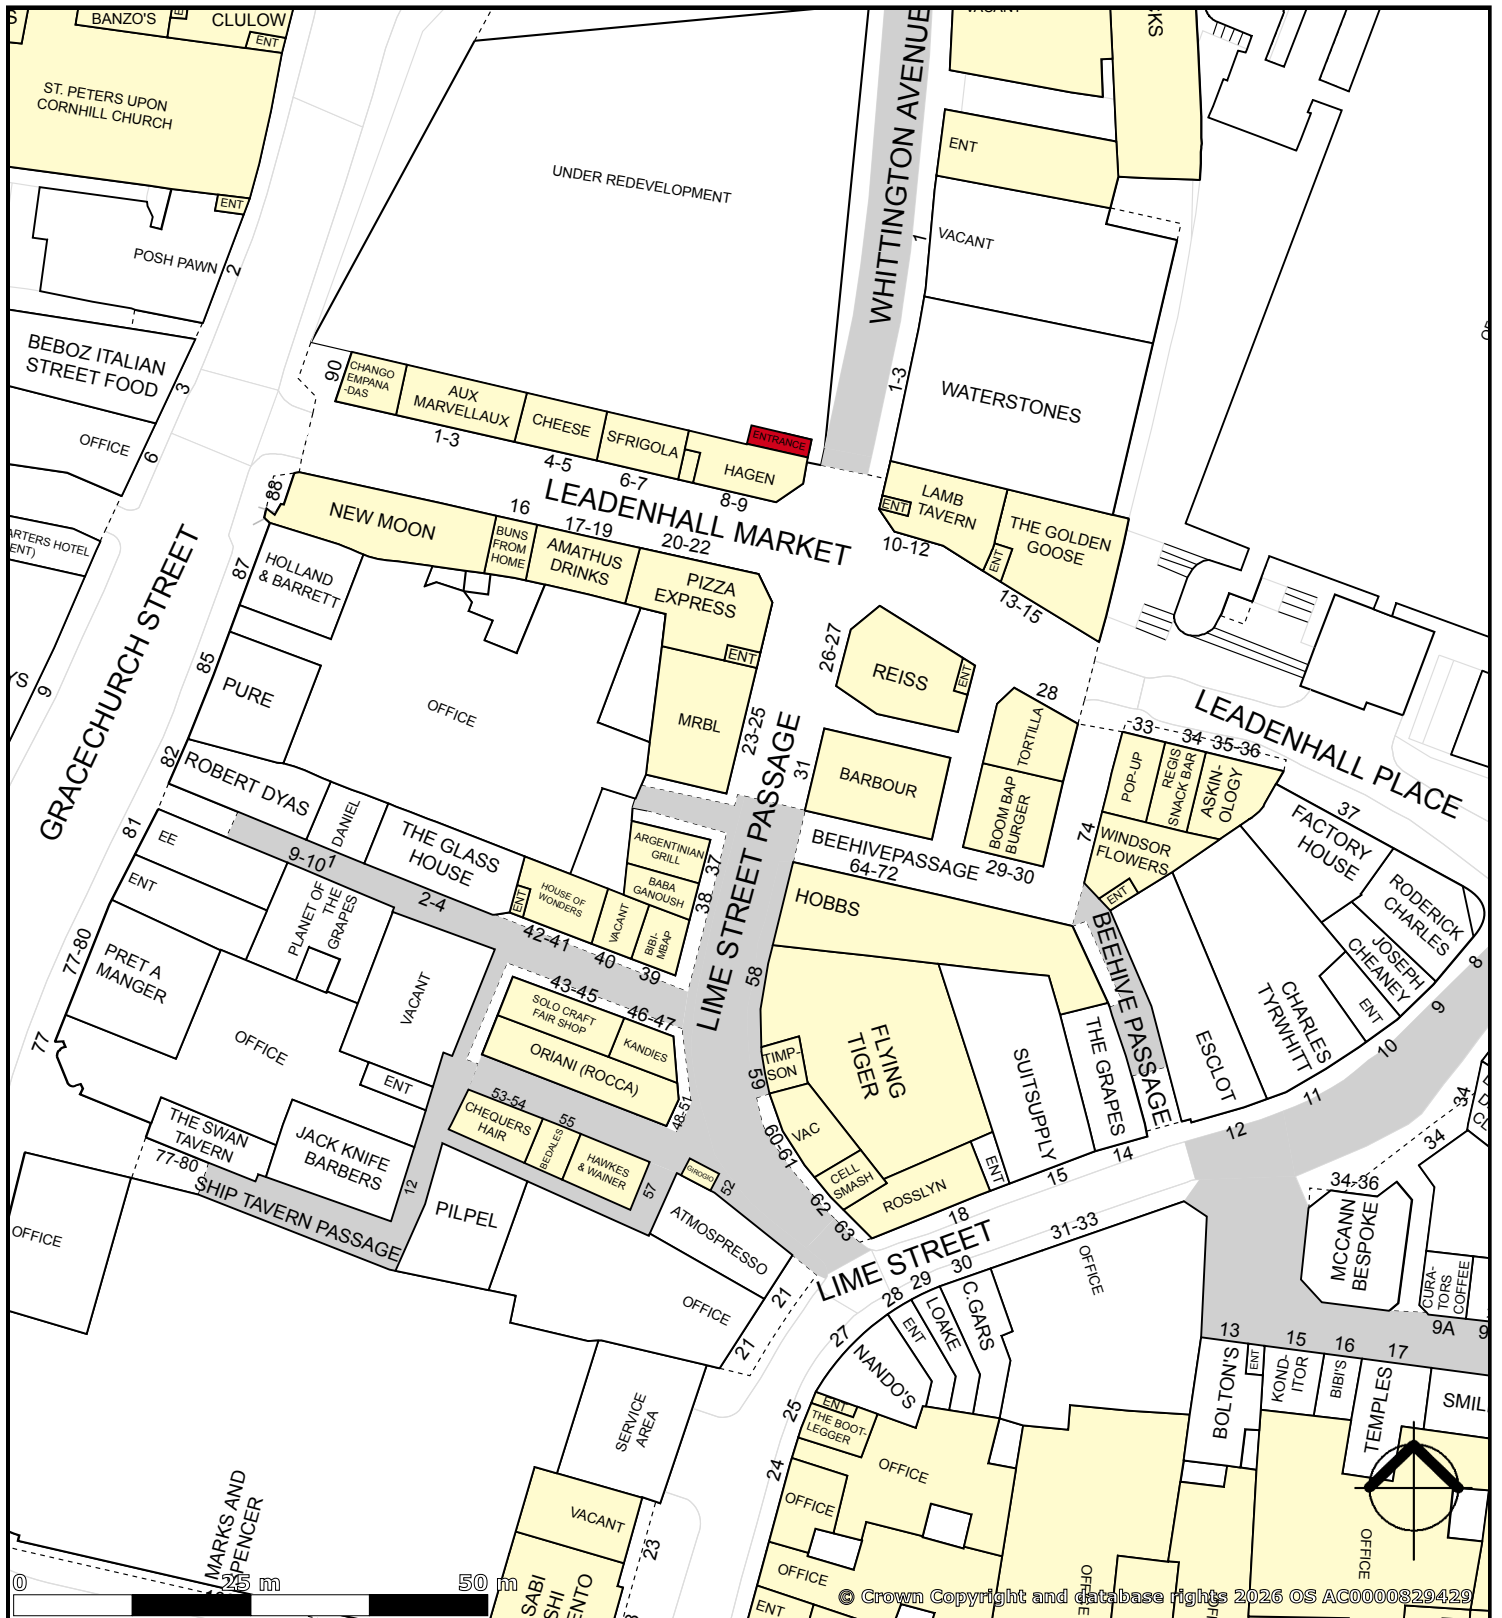 BANZO'S
CLULOW
ENT
ST. PETERS UPON
CORNHILL CHURCH
ENT
POSH PAWN
2
BEBOZ ITALIAN
STREET FOOD
3
OFFICE
6
9
UNDER REDEVELOPMENT
WHITTINGTON AVENUE
1
VACANT
ENT
VACANT
1-3
WATERSTONES
90
CHANGO
EMPANA
-DAS
AUX
MARVELLAUX
1-3
CHEESE
4-5
SFRIGOLA
6-7
ENTRANCE
HAGEN
8-9
LEADENHALL MARKET
LAMB
TAVERN
ENT
10-12
THE GOLDEN
GOOSE
ENT
13-15
88
NEW MOON
16
BUNS
FROM
HOME
17-19
AMATHUS
DRINKS
20-22
PIZZA
EXPRESS
ENT
MRBL
23-25
87
HOLLAND
& BARRETT
GRACECHURCH STREET
85
PURE
OFFICE
82
ROBERT DYAS
DANIEL
THE GLASS
HOUSE
81
EE
9-10
1
2-4
ENT
PLANET OF
THE
GRAPES
77-80
PRET A
MANGER
VACANT
77
OFFICE
ENT
THE SWAN
TAVERN
77-80
JACK KNIFE
BARBERS
12
SHIP TAVERN PASSAGE
OFFICE
PILPEL
26-27
REISS
ENT
28
TORTILLA
BOOM BAP
BURGER
29-30
31
BARBOUR
BEEHIVEPASSAGE
64-72
LIME STREET PASSAGE
ARGENTINIAN
GRILL
37
BABA
GANOUSH
38
ENT
HOUSE OF
WONDERS
42-41
VACANT
40
BIBI-
MBAP
39
43-45
SOLO CRAFT
FAIR SHOP
46-47
KANDIES
ORIANI (ROCCA)
48-51
53-54
CHEQUERS
HAIR
55
BEDALES
HAWKES
& WAINER
57
GIROGIO
52
ATMOSPRESSO
OFFICE
21
21
HOBBS
58
FLYING
TIGER
TIMP-
SON
59
VAC
60-61
CELL
SMASH
62
63
ROSSLYN
ENT
18
SUITSUPPLY
15
THE GRAPES
14
BEEHIVE PASSAGE
12
ESCLOT
CHARLES
TYRWHITT
11
ENT
10
JOSEPH
CHEANEY
9
RODERICK
CHARLES
8
FACTORY
HOUSE
37
LEADENHALL PLACE
33
34
35-36
POP-UP
REGIS
SNACK BAR
ASKIN-
OLOGY
74
WINDSOR
FLOWERS
ENT
LIME STREET
31-33
OFFICE
30
29
28
27
C.GARS
LOAKE
ENT
NANDO'S
25
ENT
THE BOOT-
LEGGER
24
OFFICE
OFFICE
OFFICE
ENT
OFFICE
34
34
34-36
MCCANN
BESPOKE
CURA-
TORS
COFFEE
9A
13
BOLTON'S
ENT
15
KOND-
ITOR
16
BIBI'S
17
TEMPLES
OFFICE
SERVICE
AREA
VACANT
23
MARKS AND
SPENCER
0
25 m
50 m
© Crown Copyright and database rights 2026 OS AC0000829429